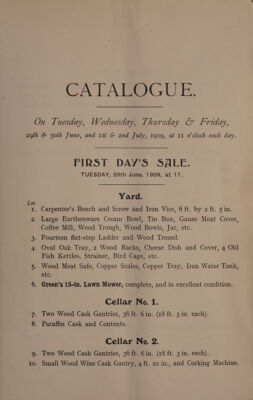 CATALOGUE.
On Tuesday, Wednesday, Thursday & Friday,
29th & 30th June, and 1st & 2nd July, 1909, at 11 o'clock each day.
FIRST DAY'S SALE.
TUESDAY, 29th June, 1909, at 11.
Yard.
Lot.
1. Carpenter's Bench and Screw and Iron Vice, 6 ft. by 2 ft. 5 in.
2. Large Earthenware Cream Bowl, Tin Box, Gauze Meat Cover,
Coffee Mill, Wood Trough, Wood Bowls, Jar, etc.
3. Fourteen flat-step Ladder and Wood Tressel.
4. Oval Oak Tray, 2 Wood Racks, Cheese Dish and Cover, 4 Old
Fish Kettles, Strainer, Bird Cage, etc.
5. Wood Meat Safe, Copper Scales, Copper Tray, Iron Water Tank,
etc.
6. Green's 15-in. Lawn Mower, complete, and in excellent condition.
Cellar No. 1.
7. Two Wood Cask Gantries, 36 ft. 6 in. (18 ft. 3 in. each).
8. Paraffin Cask and Contents.
Cellar No. 2.
9. Two Wood Cask Gantries, 36 ft. 6 in. (18 ft. 3 in. each).
10. Small Wood Wine Cask Gantry, 4 ft. 10 in., and Corking Machine.